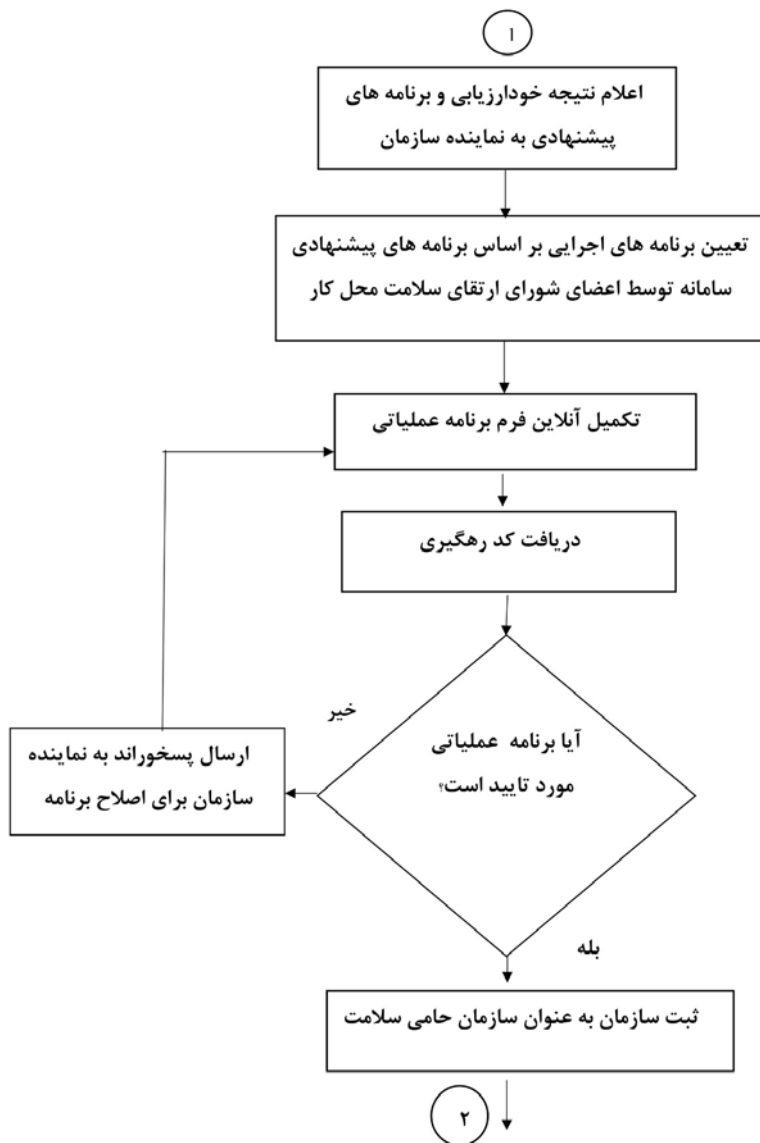 ۱
اعلام نتیجه خودارزیابی و برنامه های
پیشنهادی به نماینده سازمان
تعیین برنامه های اجرایی بر اساس برنامه های پیشنهادی
سامانه توسط اعضای شورای ارتقای سلامت محل کار
تکمیل آنلاین فرم برنامه عملیاتی
دریافت کد رهگیری
آیا برنامه عملیاتی
مورد تایید است؟
خیر
ارسال پسخوراند به نماینده
سازمان برای اصلاح برنامه
بله
ثبت سازمان به عنوان سازمان حامی سلامت
۲